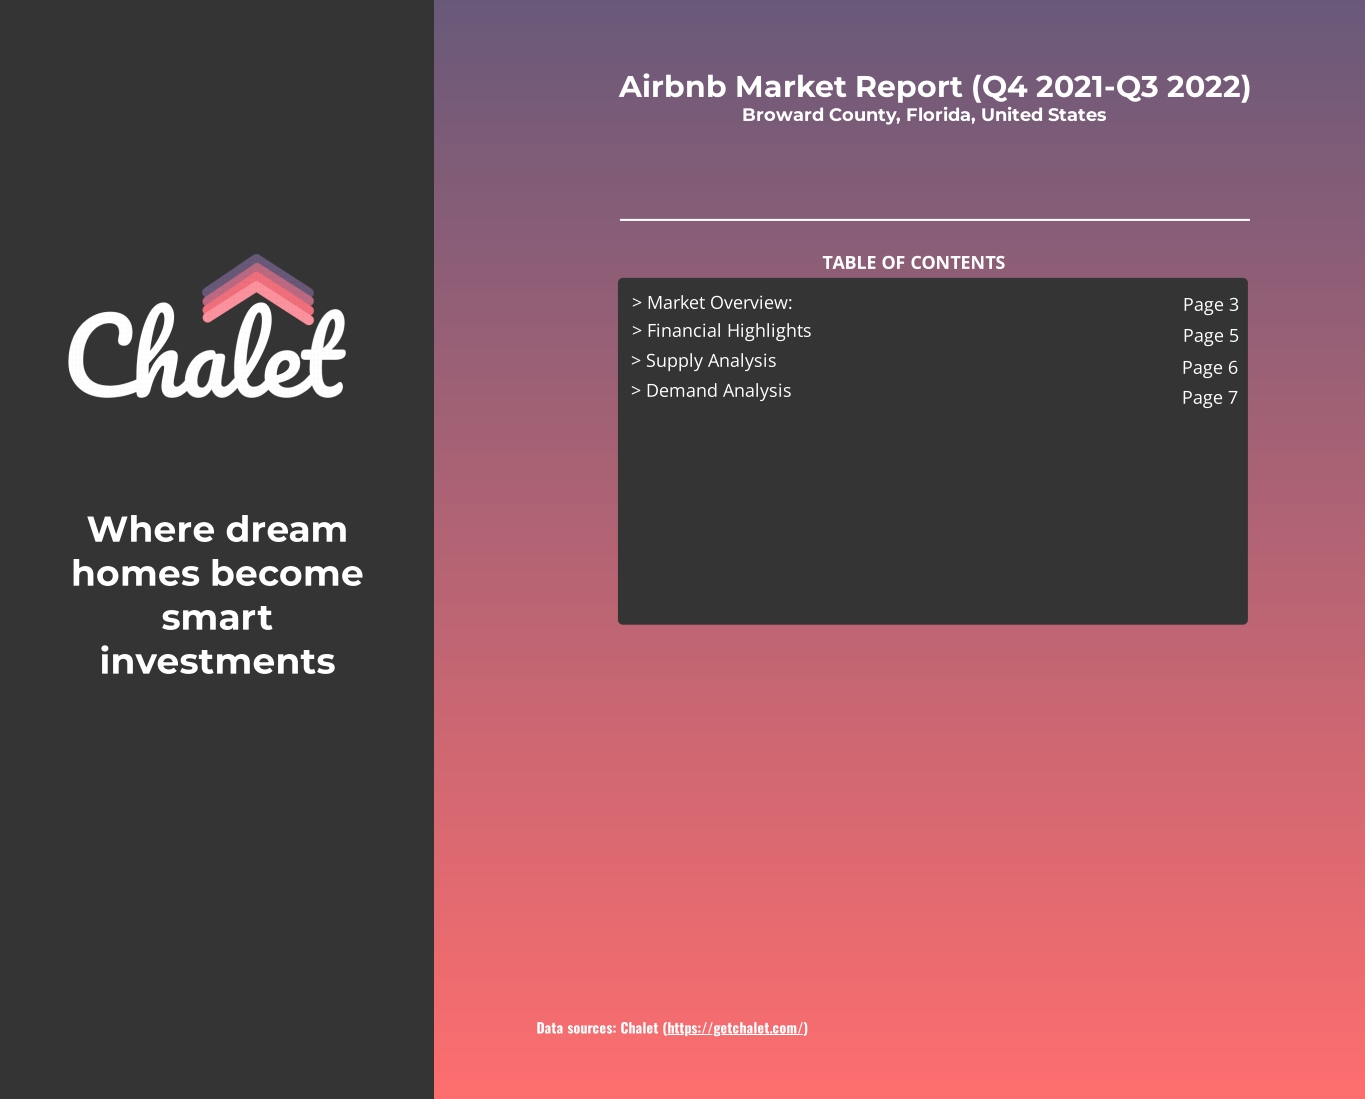 Chalet
Where dream
homes become
smart
investments
Airbnb Market Report (Q4 2021-Q3 2022)
Broward County, Florida, United States
TABLE OF CONTENTS
> Market Overview: Page 3
> Financial Highlights Page 5
> Supply Analysis Page 6
> Demand Analysis Page 7
Data sources: Chalet (https://getchalet.com/)